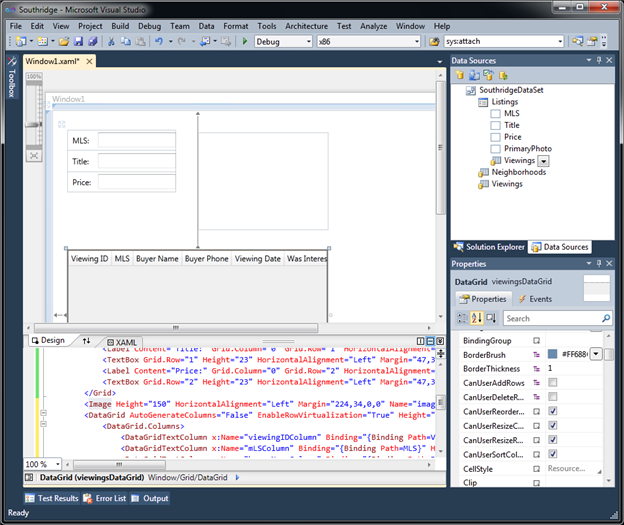 Southridge - Microsoft Visual Studio
File Edit View Project Build Debug Team Data Format Tools Architecture Test Analyze Window Help
Debug x86 sys:attach
Toolbox
Window1.xaml*
100%
Window1
MLS:
Title:
Price:
Viewing ID MLS Buyer Name Buyer Phone Viewing Date Was Interes
Design XAML
<Label Content="Title:" Grid.Column="0" Grid.Row="1" HorizontalAlignment=
<TextBox Grid.Row="1" Height="23" HorizontalAlignment="Left" Margin="47,3
<Label Content="Price:" Grid.Column="0" Grid.Row="2" HorizontalAlignment=
<TextBox Grid.Row="2" Height="23" HorizontalAlignment="Left" Margin="47,3
</Grid>
<Image Height="150" HorizontalAlignment="Left" Margin="224,34,0,0" Name="imag
<DataGrid AutoGenerateColumns="False" EnableRowVirtualization="True" Height=
<DataGrid.Columns>
<DataGridTextColumn x:Name="viewingIDColumn" Binding="{Binding Path=V
<DataGridTextColumn x:Name="mLSColumn" Binding="{Binding Path=MLS}" H
100 %
DataGrid (viewingsDataGrid) Window/Grid/DataGrid
Data Sources
SouthridgeDataSet
Listings
MLS
Title
Price
PrimaryPhoto
Viewings
Neighborhoods
Viewings
Solution Explorer Data Sources
Properties
DataGrid viewingsDataGrid
Properties Events
Search
BindingGroup
BorderBrush #FF688
BorderThickness 1
CanUserAddRows
CanUserDeleteR...
CanUserReorder...
CanUserResizeC...
CanUserResizeR...
CanUserSortCol...
CellStyle Resource...
Clip
Test Results Error List Output
Ready